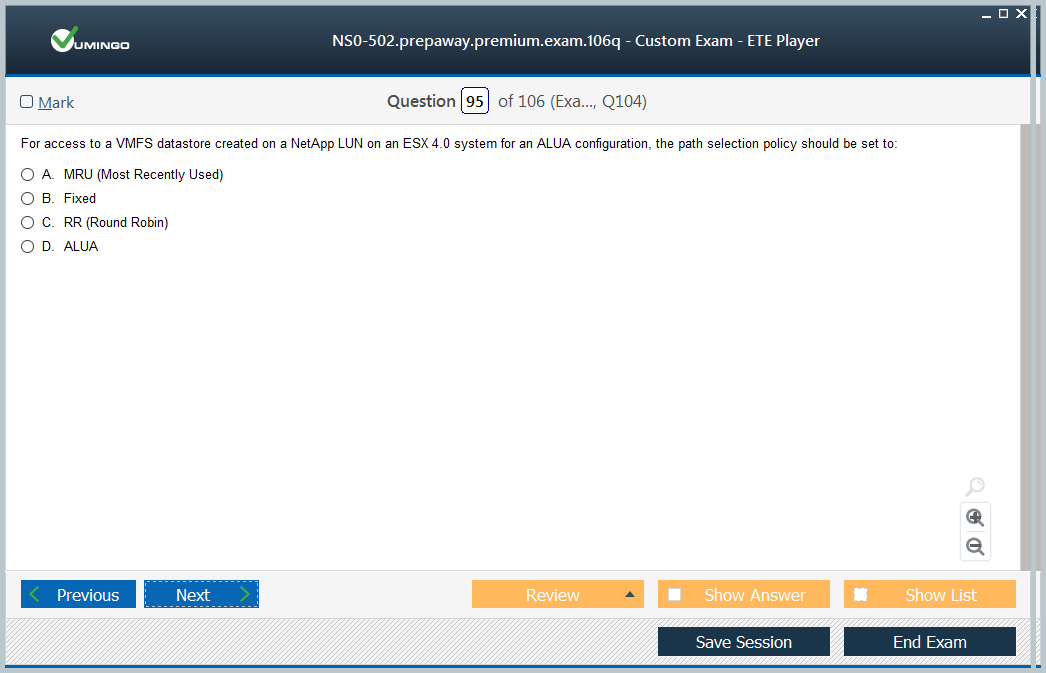 VUMINGO
NS0-502.prepaway.premium.exam.106q - Custom Exam - ETE Player
Mark
Question 95 of 106 (Exa..., Q104)
For access to a VMFS datastore created on a NetApp LUN on an ESX 4.0 system for an ALUA configuration, the path selection policy should be set to:
A. MRU (Most Recently Used)
B. Fixed
C. RR (Round Robin)
D. ALUA
Previous
Next
Review
Show Answer
Show List
Save Session
End Exam